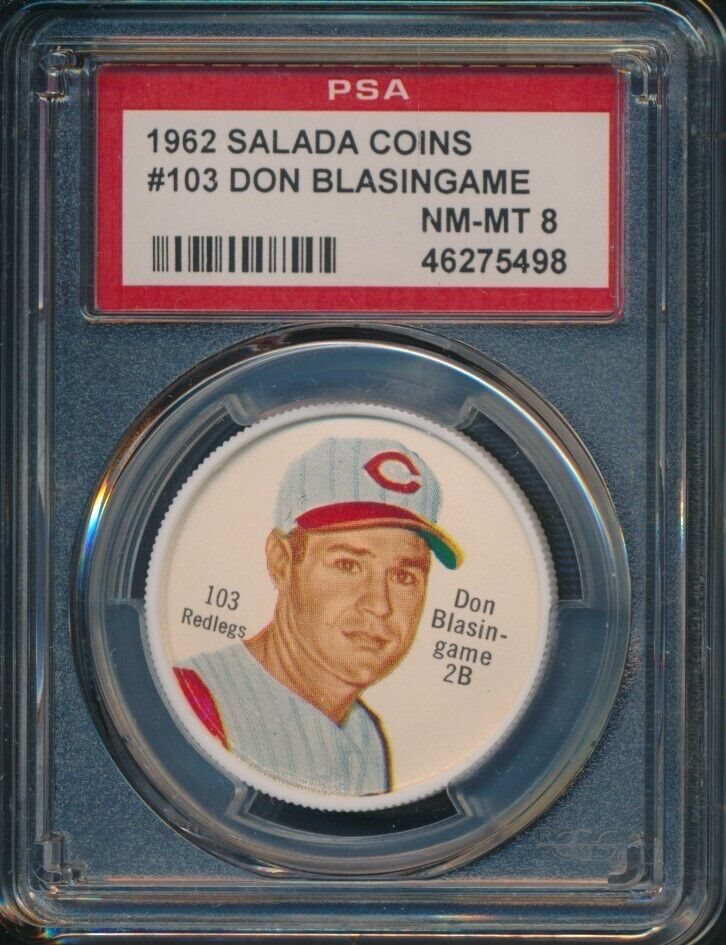 PSA
1962 SALADA COINS
#103 DON BLASINGAME
NM-MT 8
46275498
C
103
Redlegs
Don
Blasin-
game
2B